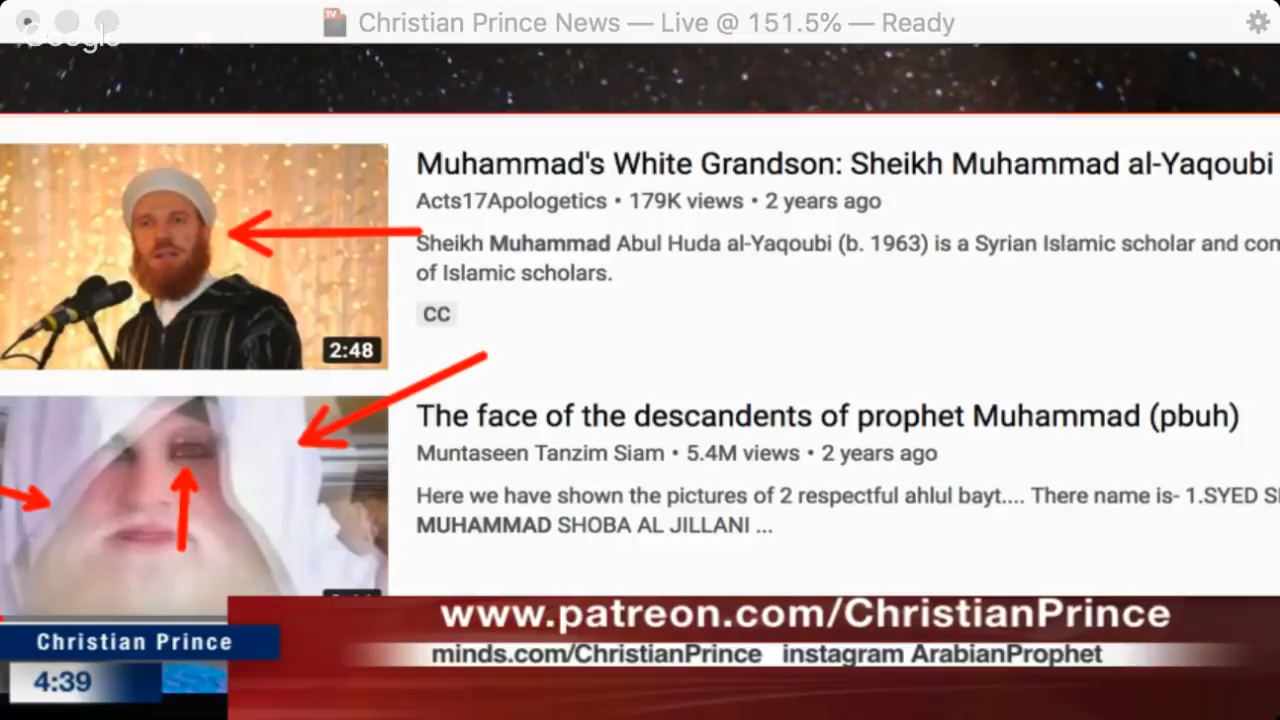 Christian Prince News — Live @ 151.5% — Ready
Google
Muhammad's White Grandson: Sheikh Muhammad al-Yaqoubi
Acts17Apologetics • 179K views • 2 years ago
Sheikh Muhammad Abul Huda al-Yaqoubi (b. 1963) is a Syrian Islamic scholar and con
of Islamic scholars.
CC
2:48
The face of the descandents of prophet Muhammad (pbuh)
Muntaseen Tanzim Siam • 5.4M views • 2 years ago
Here we have shown the pictures of 2 respectful ahlul bayt.... There name is- 1.SYED S
MUHAMMAD SHOBA AL JILLANI ...
www.patreon.com/ChristianPrince
Christian Prince
minds.com/ChristianPrince instagram ArabianProphet
4:39